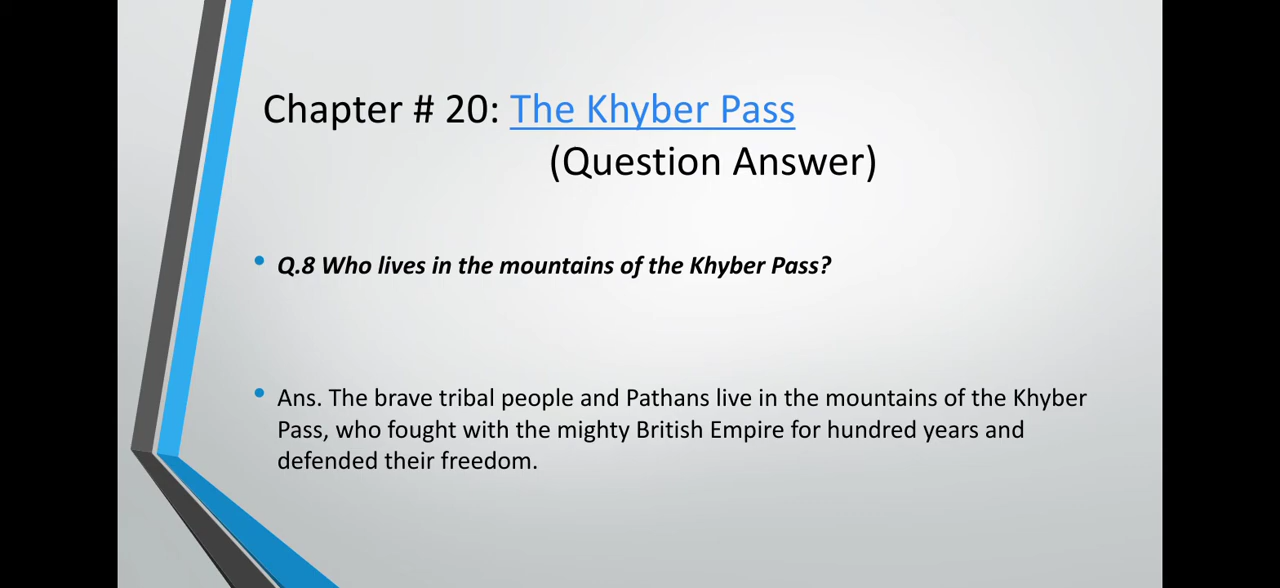 Chapter # 20: The Khyber Pass
(Question Answer)
Q.8 Who lives in the mountains of the Khyber Pass?
Ans. The brave tribal people and Pathans live in the mountains of the Khyber
Pass, who fought with the mighty British Empire for hundred years and
defended their freedom.